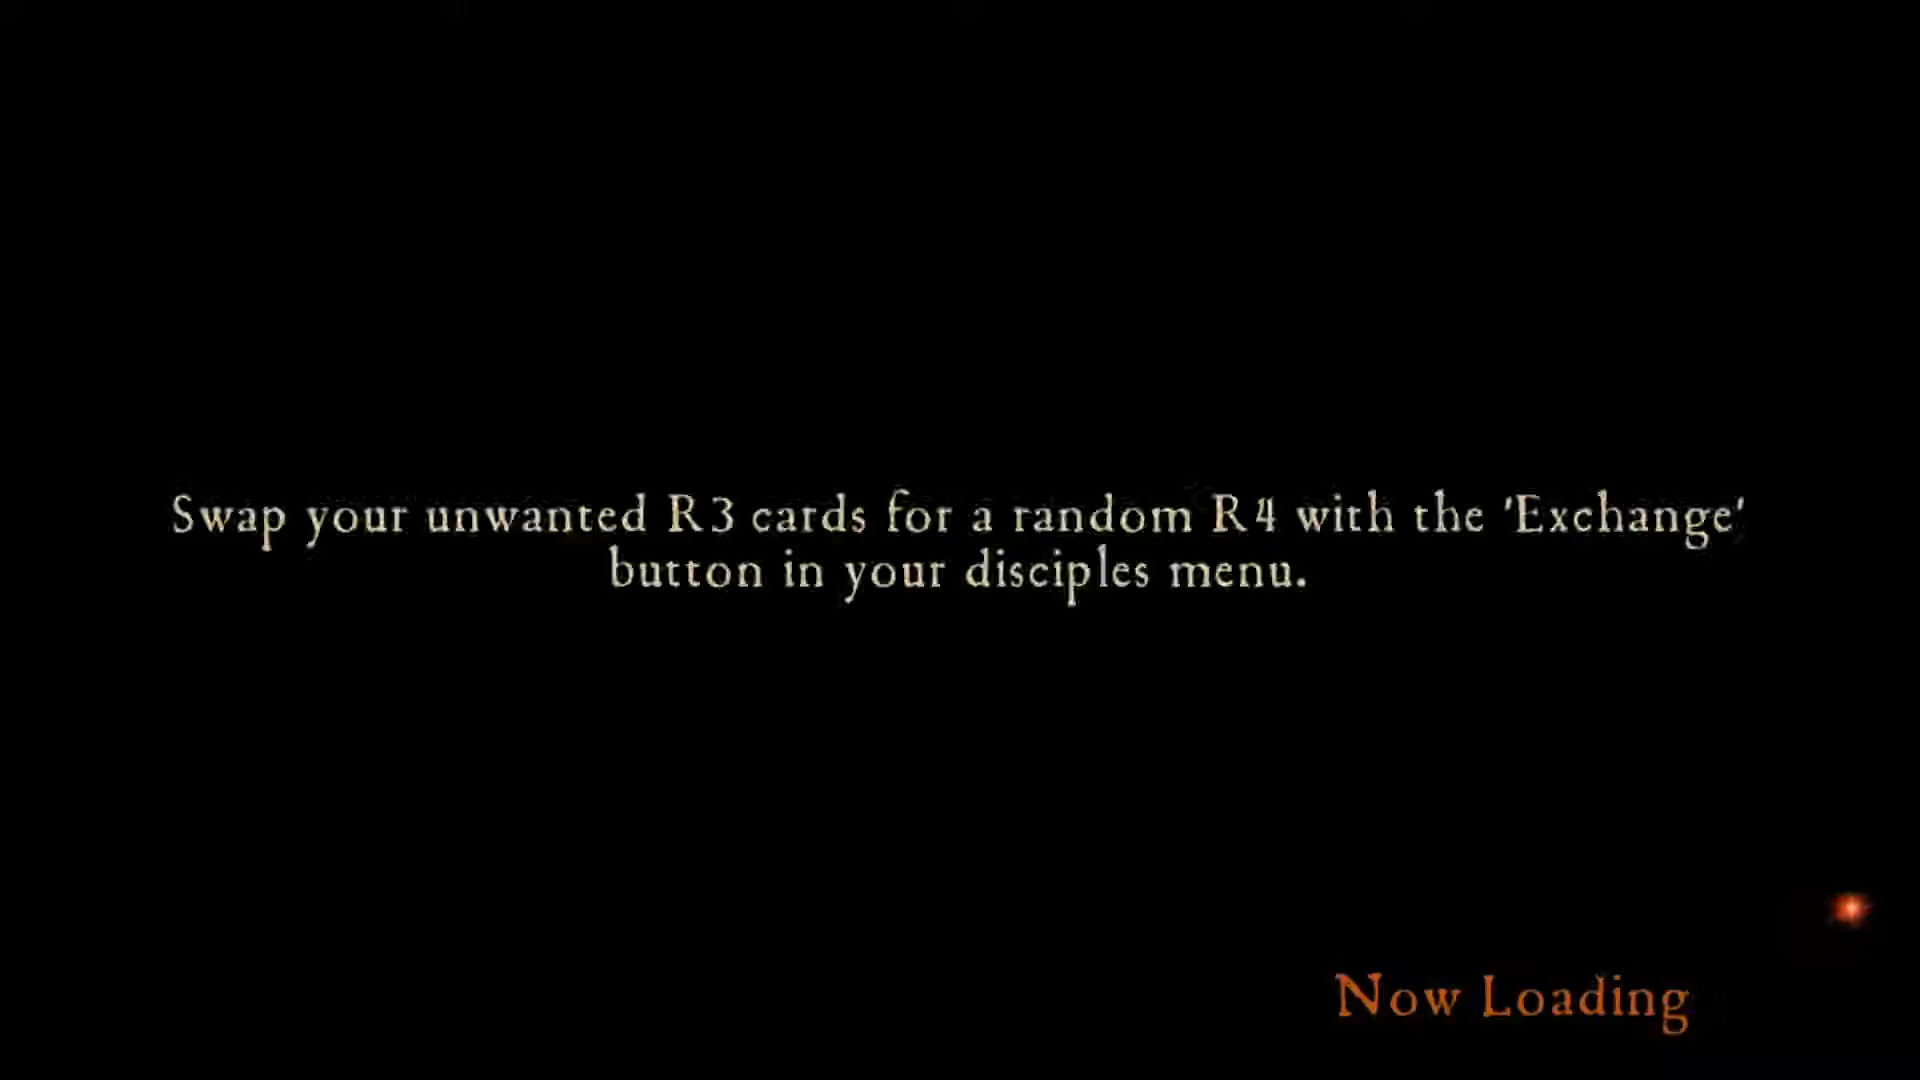 Swap your unwanted R3 cards for a random R4 with the 'Exchange'
button in your disciples menu.
Now Loading